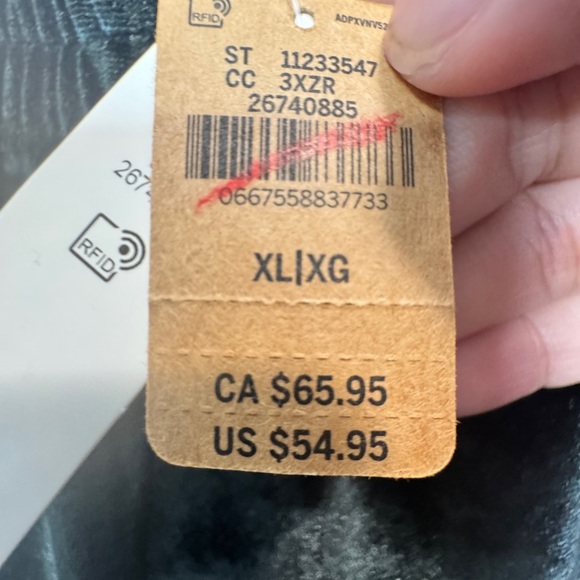 RFID
ST 11233547
CC 3XZR
26740885
0667558837733
XL|XG
CA $65.95
US $54.95
RFID